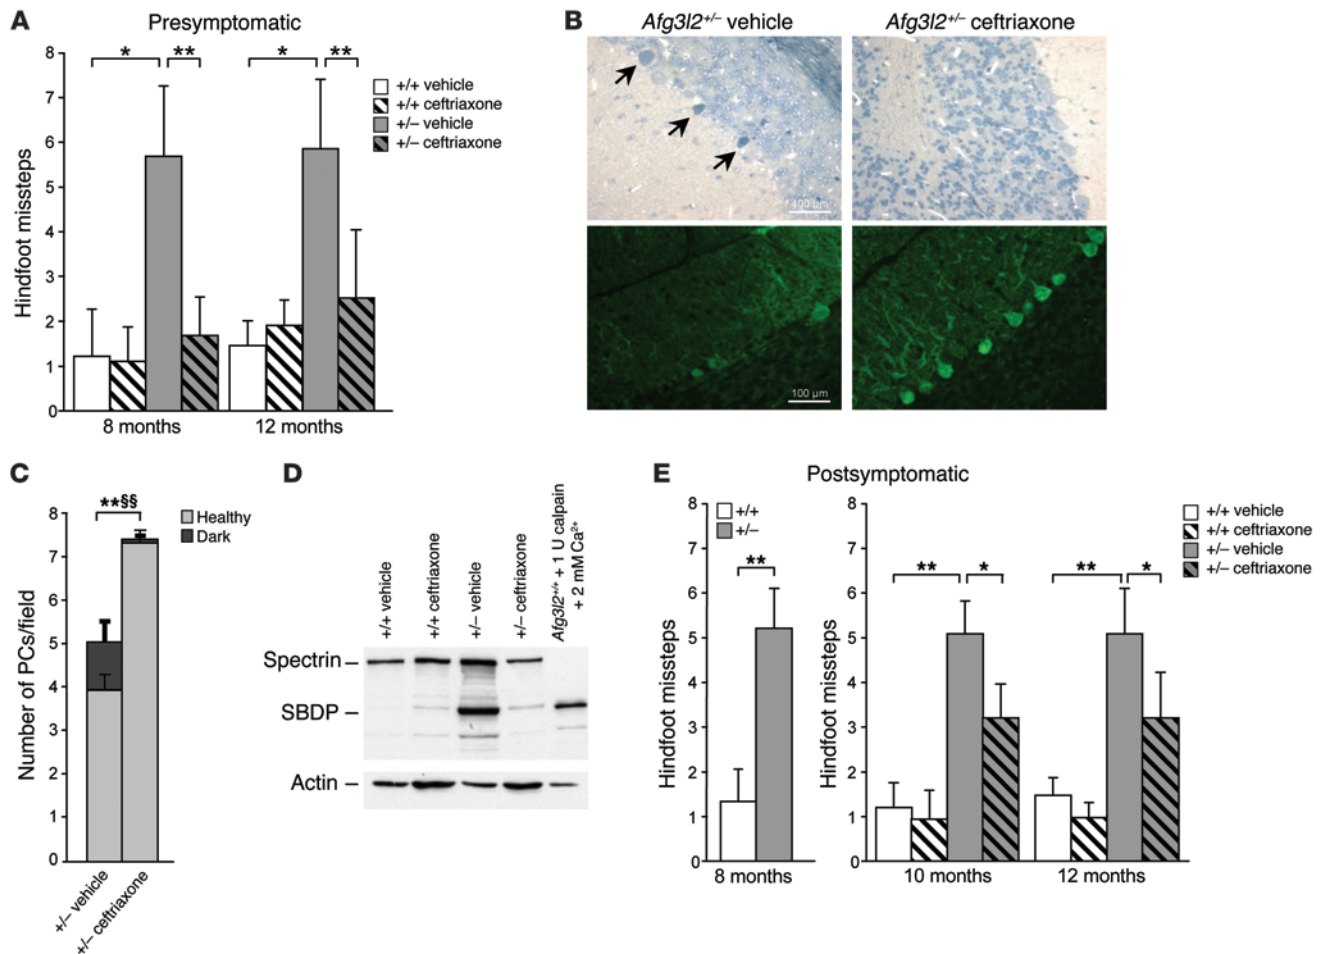 A
Presymptomatic
Hindfoot missteps
8
7
6
5
4
3
2
1
0
* ** * **
8 months 12 months
+/+ vehicle
+/+ ceftriaxone
+/– vehicle
+/– ceftriaxone
B
Afg3l2+/– vehicle
Afg3l2+/– ceftriaxone
100 µm
100 µm
C
Number of PCs/field
8
7
6
5
4
3
2
1
0
**§§
Healthy
Dark
+/– vehicle
+/– ceftriaxone
D
+/+ vehicle
+/+ ceftriaxone
+/– vehicle
+/– ceftriaxone
Afg3l2+/+ + 1 U calpain
+ 2 mM Ca2+
Spectrin –
SBDP –
Actin –
E
Postsymptomatic
Hindfoot missteps
8
7
6
5
4
3
2
1
0
+/+
+/–
**
8 months
Hindfoot missteps
8
7
6
5
4
3
2
1
0
** * ** *
10 months 12 months
+/+ vehicle
+/+ ceftriaxone
+/– vehicle
+/– ceftriaxone